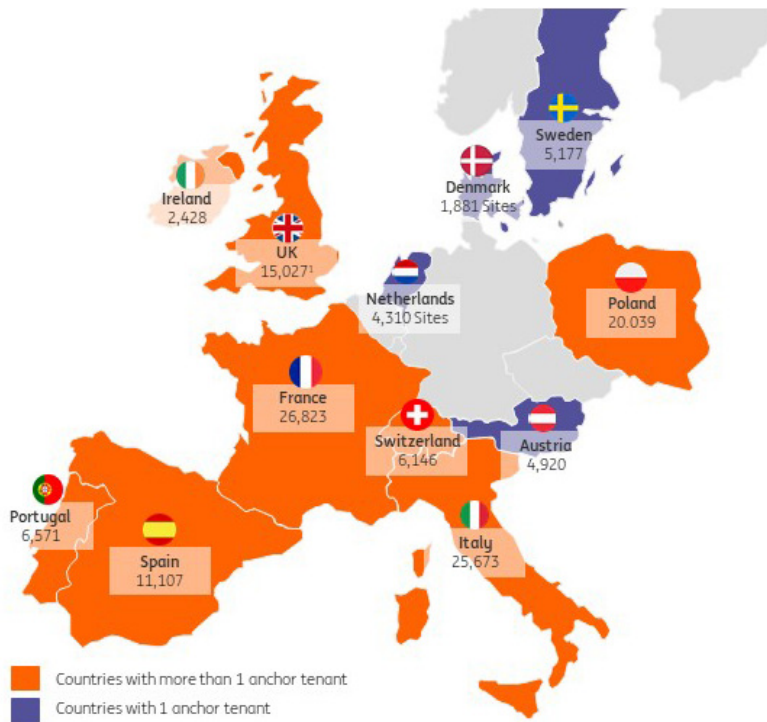 Sweden
5,177
Denmark
1,881 Sites
Ireland
2,428
UK
15,027¹
Netherlands
4,310 Sites
Poland
20.039
France
26,823
Switzerland
6,146
Austria
4,920
Portugal
6,571
Spain
11,107
Italy
25,673
Countries with more than 1 anchor tenant
Countries with 1 anchor tenant